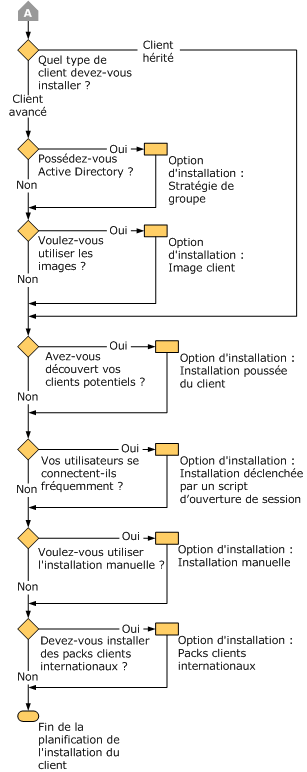 A
Quel type de
client devez-vous
installer ?
Client
hérité
Client
avancé
Possédez-vous
Active Directory ?
Oui
Option
d'installation :
Stratégie de
groupe
Non
Voulez-vous
utiliser les
images ?
Oui
Option
d'installation :
Image client
Non
Avez-vous
découvert vos
clients potentiels ?
Oui
Option d'installation :
Installation poussée
du client
Non
Vos utilisateurs se
connectent-ils
fréquemment ?
Oui
Option d'installation :
Installation déclenchée
par un script
d'ouverture de session
Non
Voulez-vous utiliser
l'installation manuelle ?
Oui
Option d'installation :
Installation manuelle
Non
Devez-vous installer
des packs clients
internationaux ?
Oui
Option d'installation :
Packs clients
internationaux
Non
Fin de la
planification de
l'installation du
client